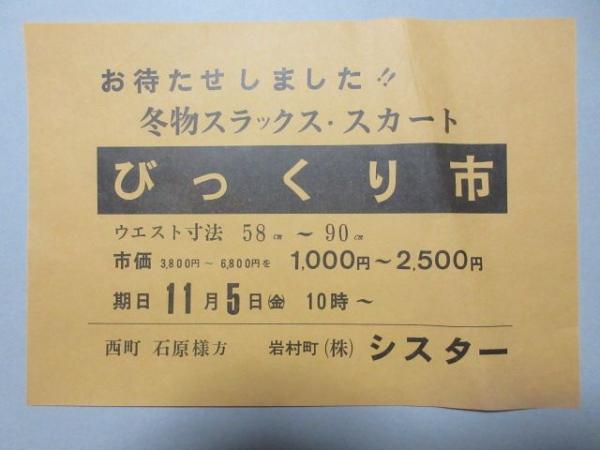 お待たせしました!!
冬物スラックス・スカート
びっくり市
ウエスト寸法 58㎝ 〜 90㎝
市価 3,800円〜 6,800円を 1,000円〜2,500円
期日 11月5日㈮ 10時〜
西町 石原様方 岩村町(株) シスター